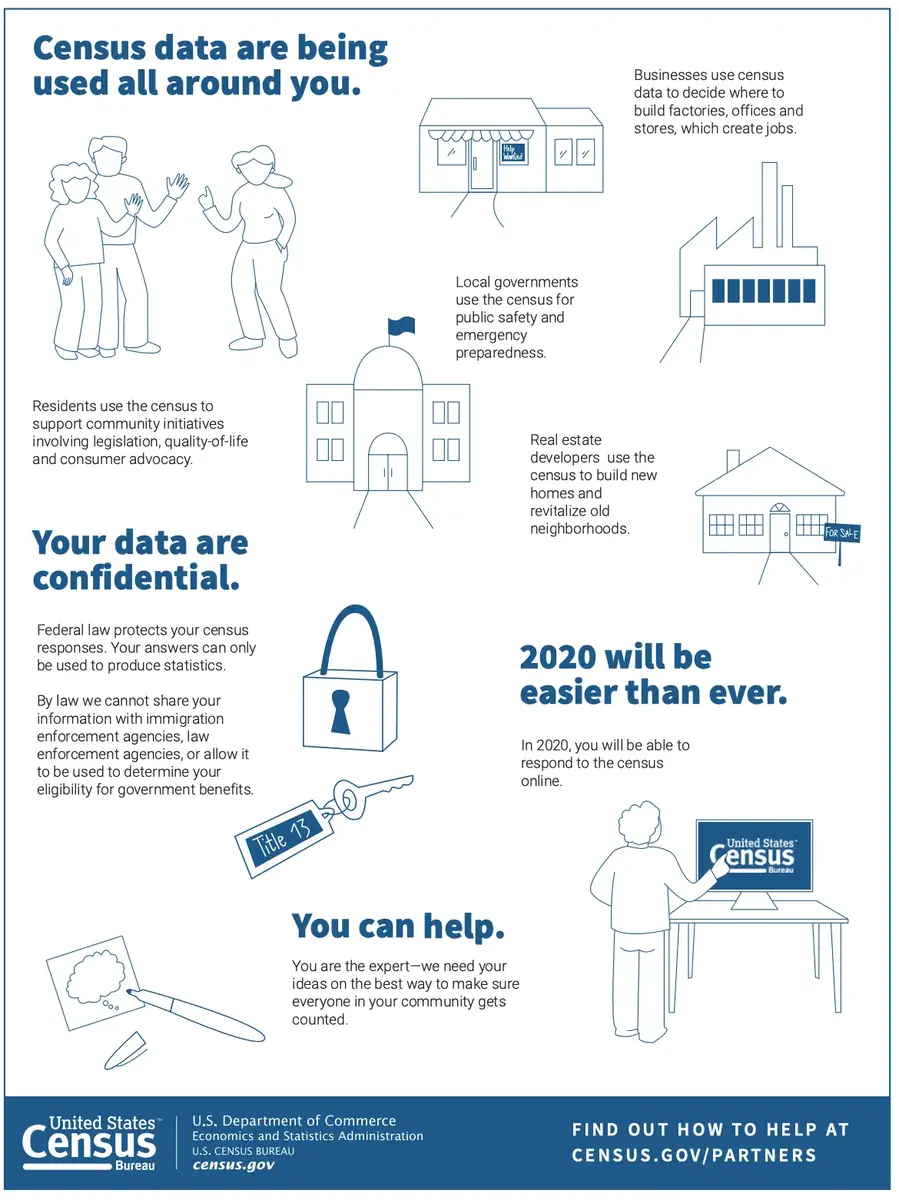 Census data are being
used all around you.
Businesses use census
data to decide where to
build factories, offices and
stores, which create jobs.
Help
Wanted
Local governments
use the census for
public safety and
emergency
preparedness.
Residents use the census to
support community initiatives
involving legislation, quality-of-life
and consumer advocacy.
Real estate
developers use the
census to build new
homes and
revitalize old
neighborhoods.
FOR SALE
Your data are
confidential.
Federal law protects your census
responses. Your answers can only
be used to produce statistics.
By law we cannot share your
information with immigration
enforcement agencies, law
enforcement agencies, or allow it
to be used to determine your
eligibility for government benefits.
Title 13
2020 will be
easier than ever.
In 2020, you will be able to
respond to the census
online.
United States™
Census
Bureau
You can help.
You are the expert—we need your
ideas on the best way to make sure
everyone in your community gets
counted.
United States™
Census
Bureau
U.S. Department of Commerce
Economics and Statistics Administration
U.S. CENSUS BUREAU
census.gov
FIND OUT HOW TO HELP AT
CENSUS.GOV/PARTNERS